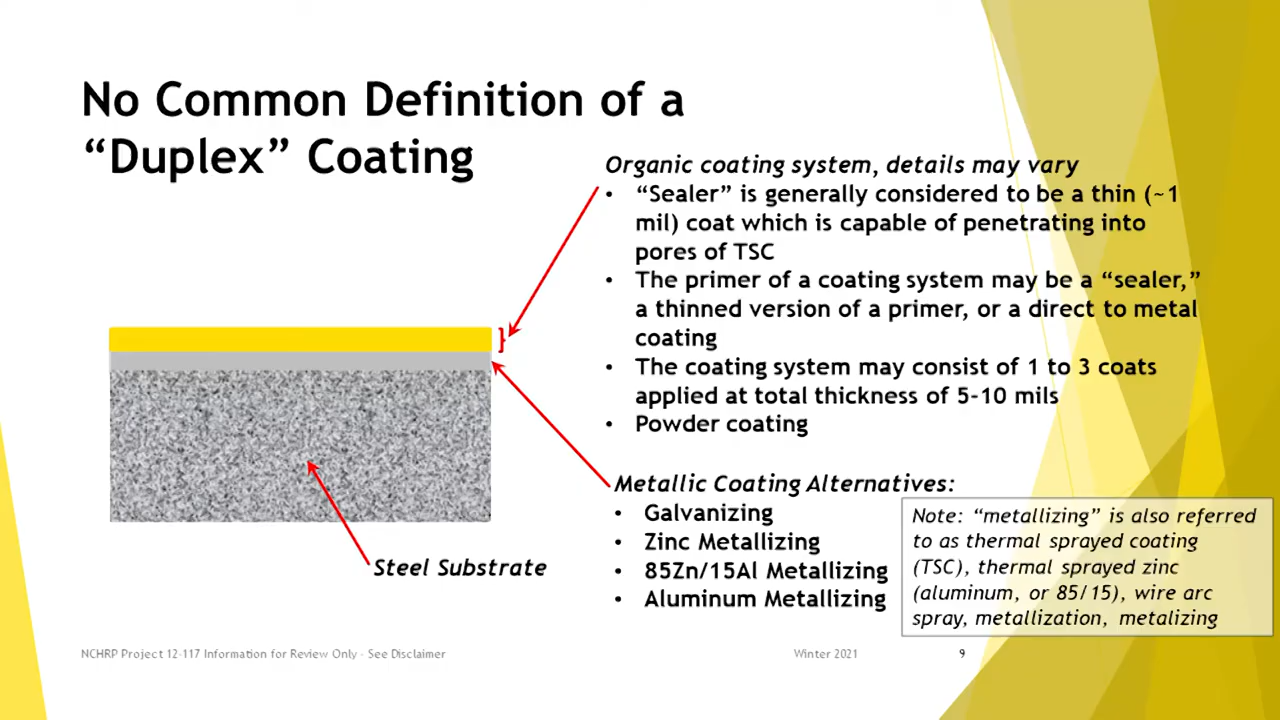 No Common Definition of a
“Duplex” Coating
Organic coating system, details may vary
• “Sealer” is generally considered to be a thin (~1
mil) coat which is capable of penetrating into
pores of TSC
• The primer of a coating system may be a “sealer,”
a thinned version of a primer, or a direct to metal
coating
• The coating system may consist of 1 to 3 coats
applied at total thickness of 5-10 mils
• Powder coating
Metallic Coating Alternatives:
• Galvanizing
• Zinc Metallizing
• 85Zn/15Al Metallizing
• Aluminum Metallizing
Note: “metallizing” is also referred
to as thermal sprayed coating
(TSC), thermal sprayed zinc
(aluminum, or 85/15), wire arc
spray, metallization, metalizing
Steel Substrate
NCHRP Project 12-117 Information for Review Only - See Disclaimer
Winter 2021
9